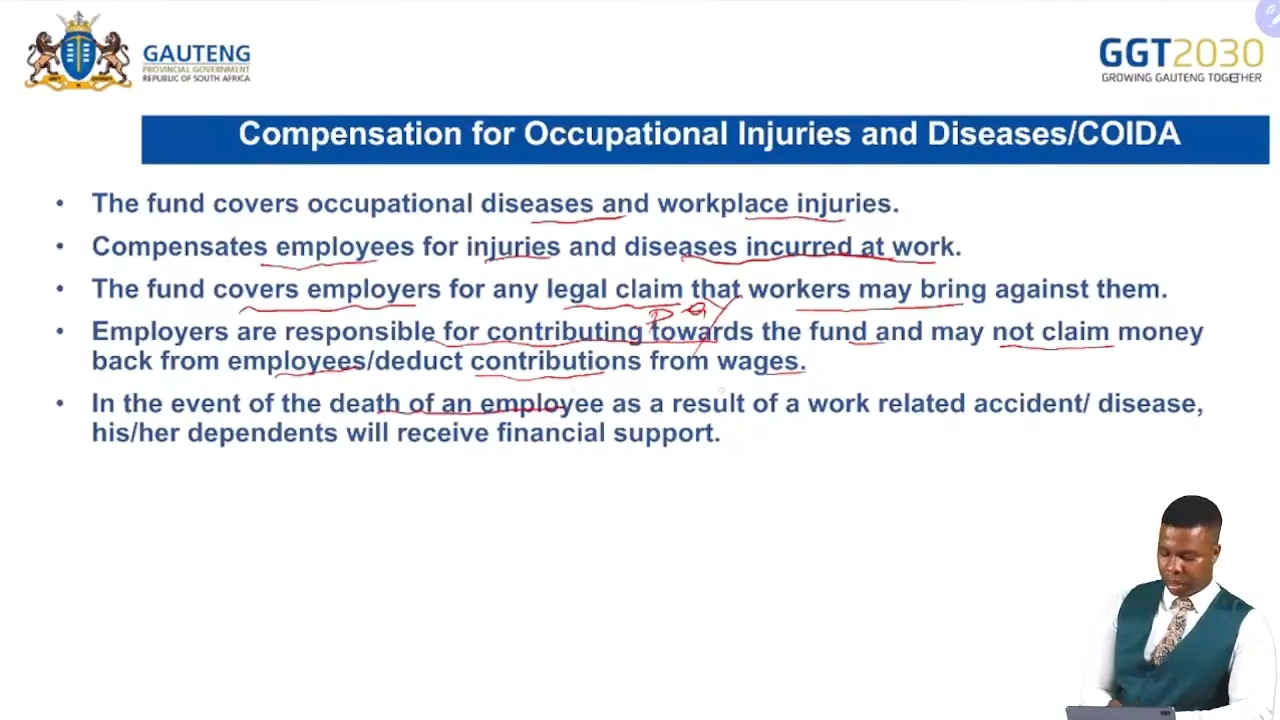 GAUTENG
PROVINCIAL GOVERNMENT
REPUBLIC OF SOUTH AFRICA
GGT2030
GROWING GAUTENG TOGETHER
Compensation for Occupational Injuries and Diseases/COIDA
• The fund covers occupational diseases and workplace injuries.
• Compensates employees for injuries and diseases incurred at work.
• The fund covers employers for any legal claim that workers may bring against them.
pay
• Employers are responsible for contributing towards the fund and may not claim money
back from employees/deduct contributions from wages.
• In the event of the death of an employee as a result of a work related accident/ disease,
his/her dependents will receive financial support.